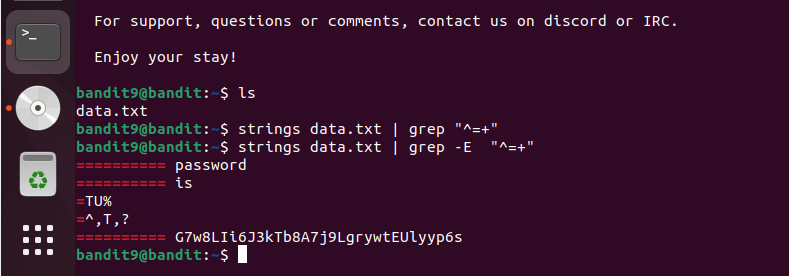 For support, questions or comments, contact us on discord or IRC.
Enjoy your stay!
bandit9@bandit:~$ ls
data.txt
bandit9@bandit:~$ strings data.txt | grep "^=+"
bandit9@bandit:~$ strings data.txt | grep -E  "^=+"
========== password
========== is
=TU%
=^,T,?
========== G7w8LIi6J3kTb8A7j9LgrywtEUlyyp6s
bandit9@bandit:~$
>_